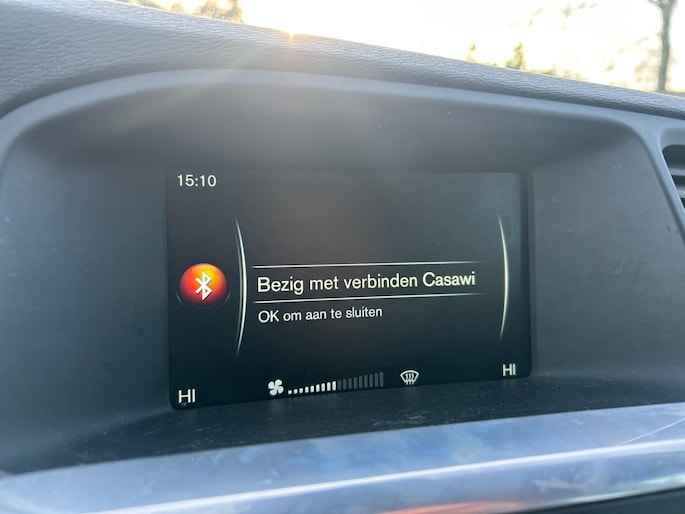 15:10
Bezig met verbinden Casawi
OK om aan te sluiten
HI HI